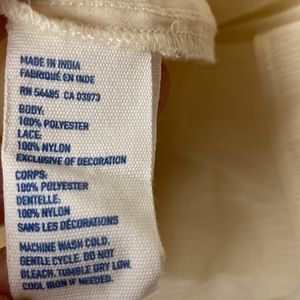 MADE IN INDIA
FABRIQUÉ EN INDE
RN 54485 CA 03973
BODY:
100% POLYESTER
LACE:
100% NYLON
EXCLUSIVE OF DECORATION
CORPS:
100% POLYESTER
DENTELLE:
100% NYLON
SANS LES DÉCORATIONS
MACHINE WASH COLD,
GENTLE CYCLE. DO NOT
BLEACH. TUMBLE DRY LOW.
COOL IRON IF NEEDED.